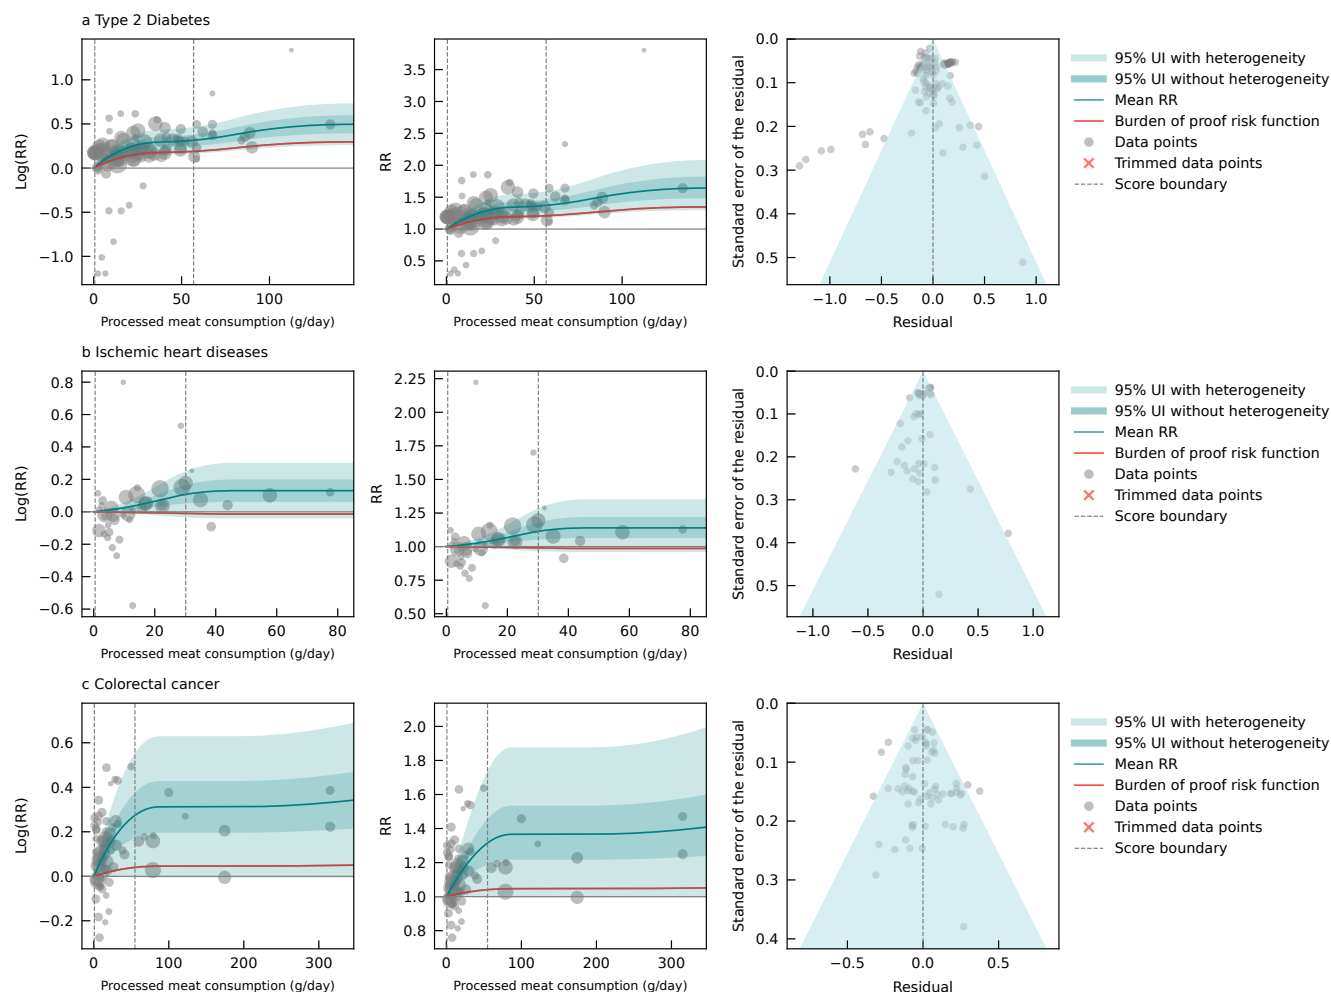 a Type 2 Diabetes
1.0
0.5
0.0
−0.5
−1.0
Log(RR)
0 50 100
Processed meat consumption (g/day)
3.5
3.0
2.5
2.0
1.5
1.0
0.5
RR
0 50 100
Processed meat consumption (g/day)
0.0
0.1
0.2
0.3
0.4
0.5
Standard error of the residual
−1.0 −0.5 0.0 0.5 1.0
Residual
95% UI with heterogeneity
95% UI without heterogeneity
Mean RR
Burden of proof risk function
Data points
Trimmed data points
Score boundary
b Ischemic heart diseases
0.8
0.6
0.4
0.2
0.0
−0.2
−0.4
−0.6
Log(RR)
0 20 40 60 80
Processed meat consumption (g/day)
2.25
2.00
1.75
1.50
1.25
1.00
0.75
0.50
RR
0 20 40 60 80
Processed meat consumption (g/day)
0.0
0.1
0.2
0.3
0.4
0.5
Standard error of the residual
−1.0 −0.5 0.0 0.5 1.0
Residual
95% UI with heterogeneity
95% UI without heterogeneity
Mean RR
Burden of proof risk function
Data points
Trimmed data points
Score boundary
c Colorectal cancer
0.6
0.4
0.2
0.0
−0.2
Log(RR)
0 100 200 300
Processed meat consumption (g/day)
2.0
1.8
1.6
1.4
1.2
1.0
0.8
RR
0 100 200 300
Processed meat consumption (g/day)
0.0
0.1
0.2
0.3
0.4
Standard error of the residual
−0.5 0.0 0.5
Residual
95% UI with heterogeneity
95% UI without heterogeneity
Mean RR
Burden of proof risk function
Data points
Trimmed data points
Score boundary